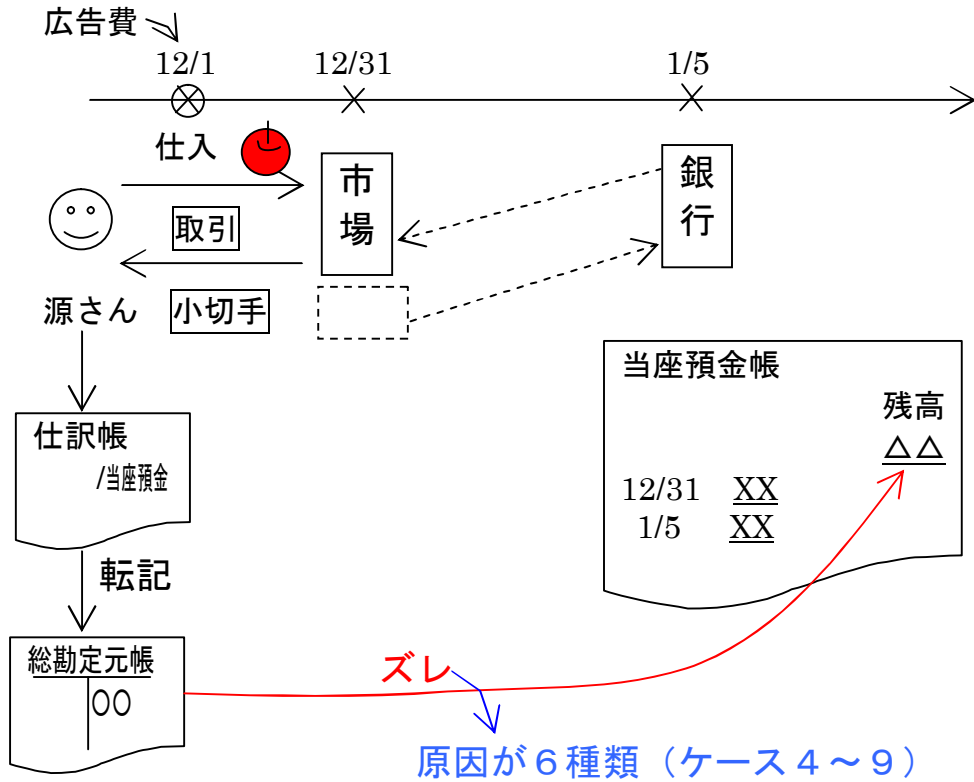 広告費
12/1
12/31
1/5
仕入
市場
銀行
取引
源さん
小切手
当座預金帳
残高
△△
12/31 XX
1/5 XX
仕訳帳
/当座預金
転記
総勘定元帳
〇〇
ズレ
原因が6種類（ケース4～9）